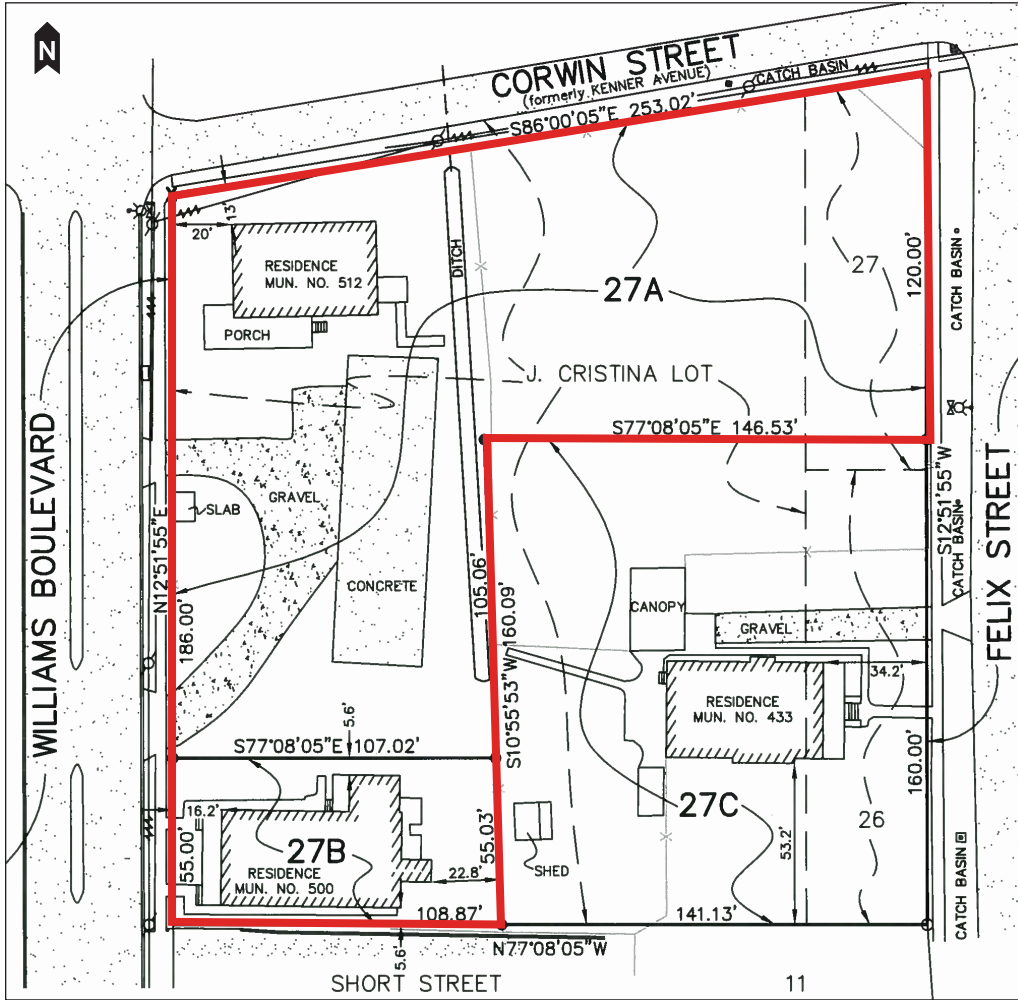 N
CORWIN STREET
(formerly KENNER AVENUE)
CATCH BASIN
S86°00'05"E 253.02'
13'
20'
RESIDENCE
MUN. NO. 512
PORCH
DITCH
27A
27
120.00'
CATCH BASIN
J. CRISTINA LOT
S77°08'05"E 146.53'
WILLIAMS BOULEVARD
N12°51'55"E
186.00'
SLAB
GRAVEL
CONCRETE
105.06'
S10°55'53"W 160.09'
S12°51'55"W
CATCH BASIN
FELIX STREET
CANOPY
GRAVEL
34.2'
RESIDENCE
MUN. NO. 433
5.6'
S77°08'05"E 107.02'
160.00'
16.2'
55.00'
27B
RESIDENCE
MUN. NO. 500
55.03'
22.8'
SHED
27C
53.2'
26
CATCH BASIN
108.87'
141.13'
5.6'
N77°08'05"W
SHORT STREET
11